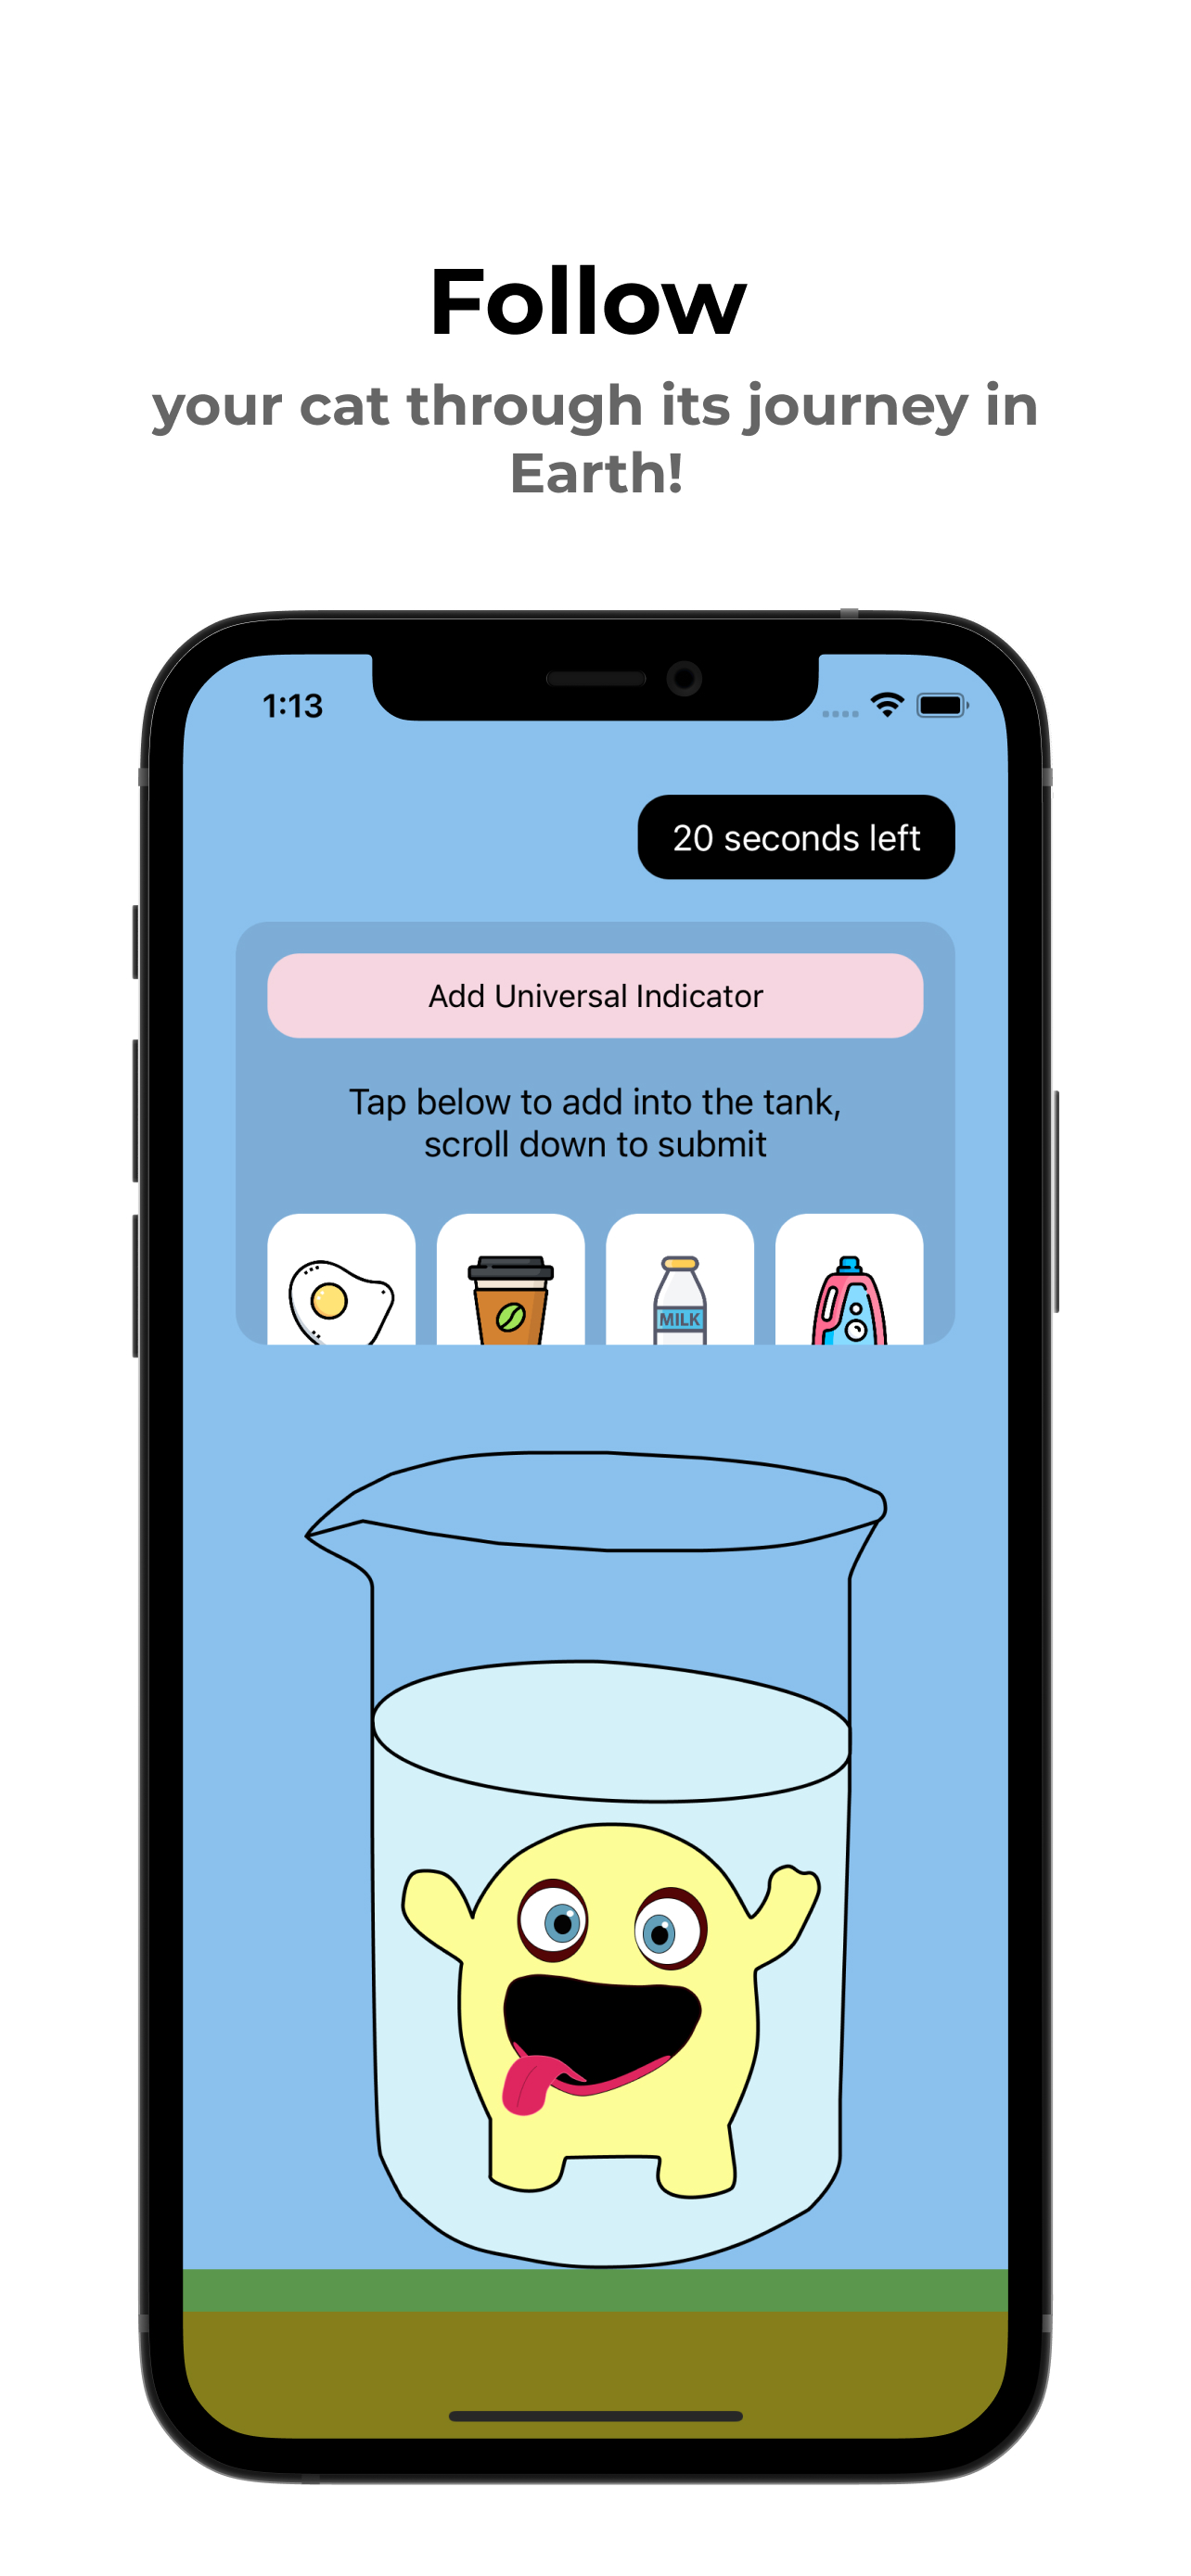 Follow
your cat through its journey in
Earth!
1:13
20 seconds left
Add Universal Indicator
Tap below to add into the tank,
scroll down to submit
MILK